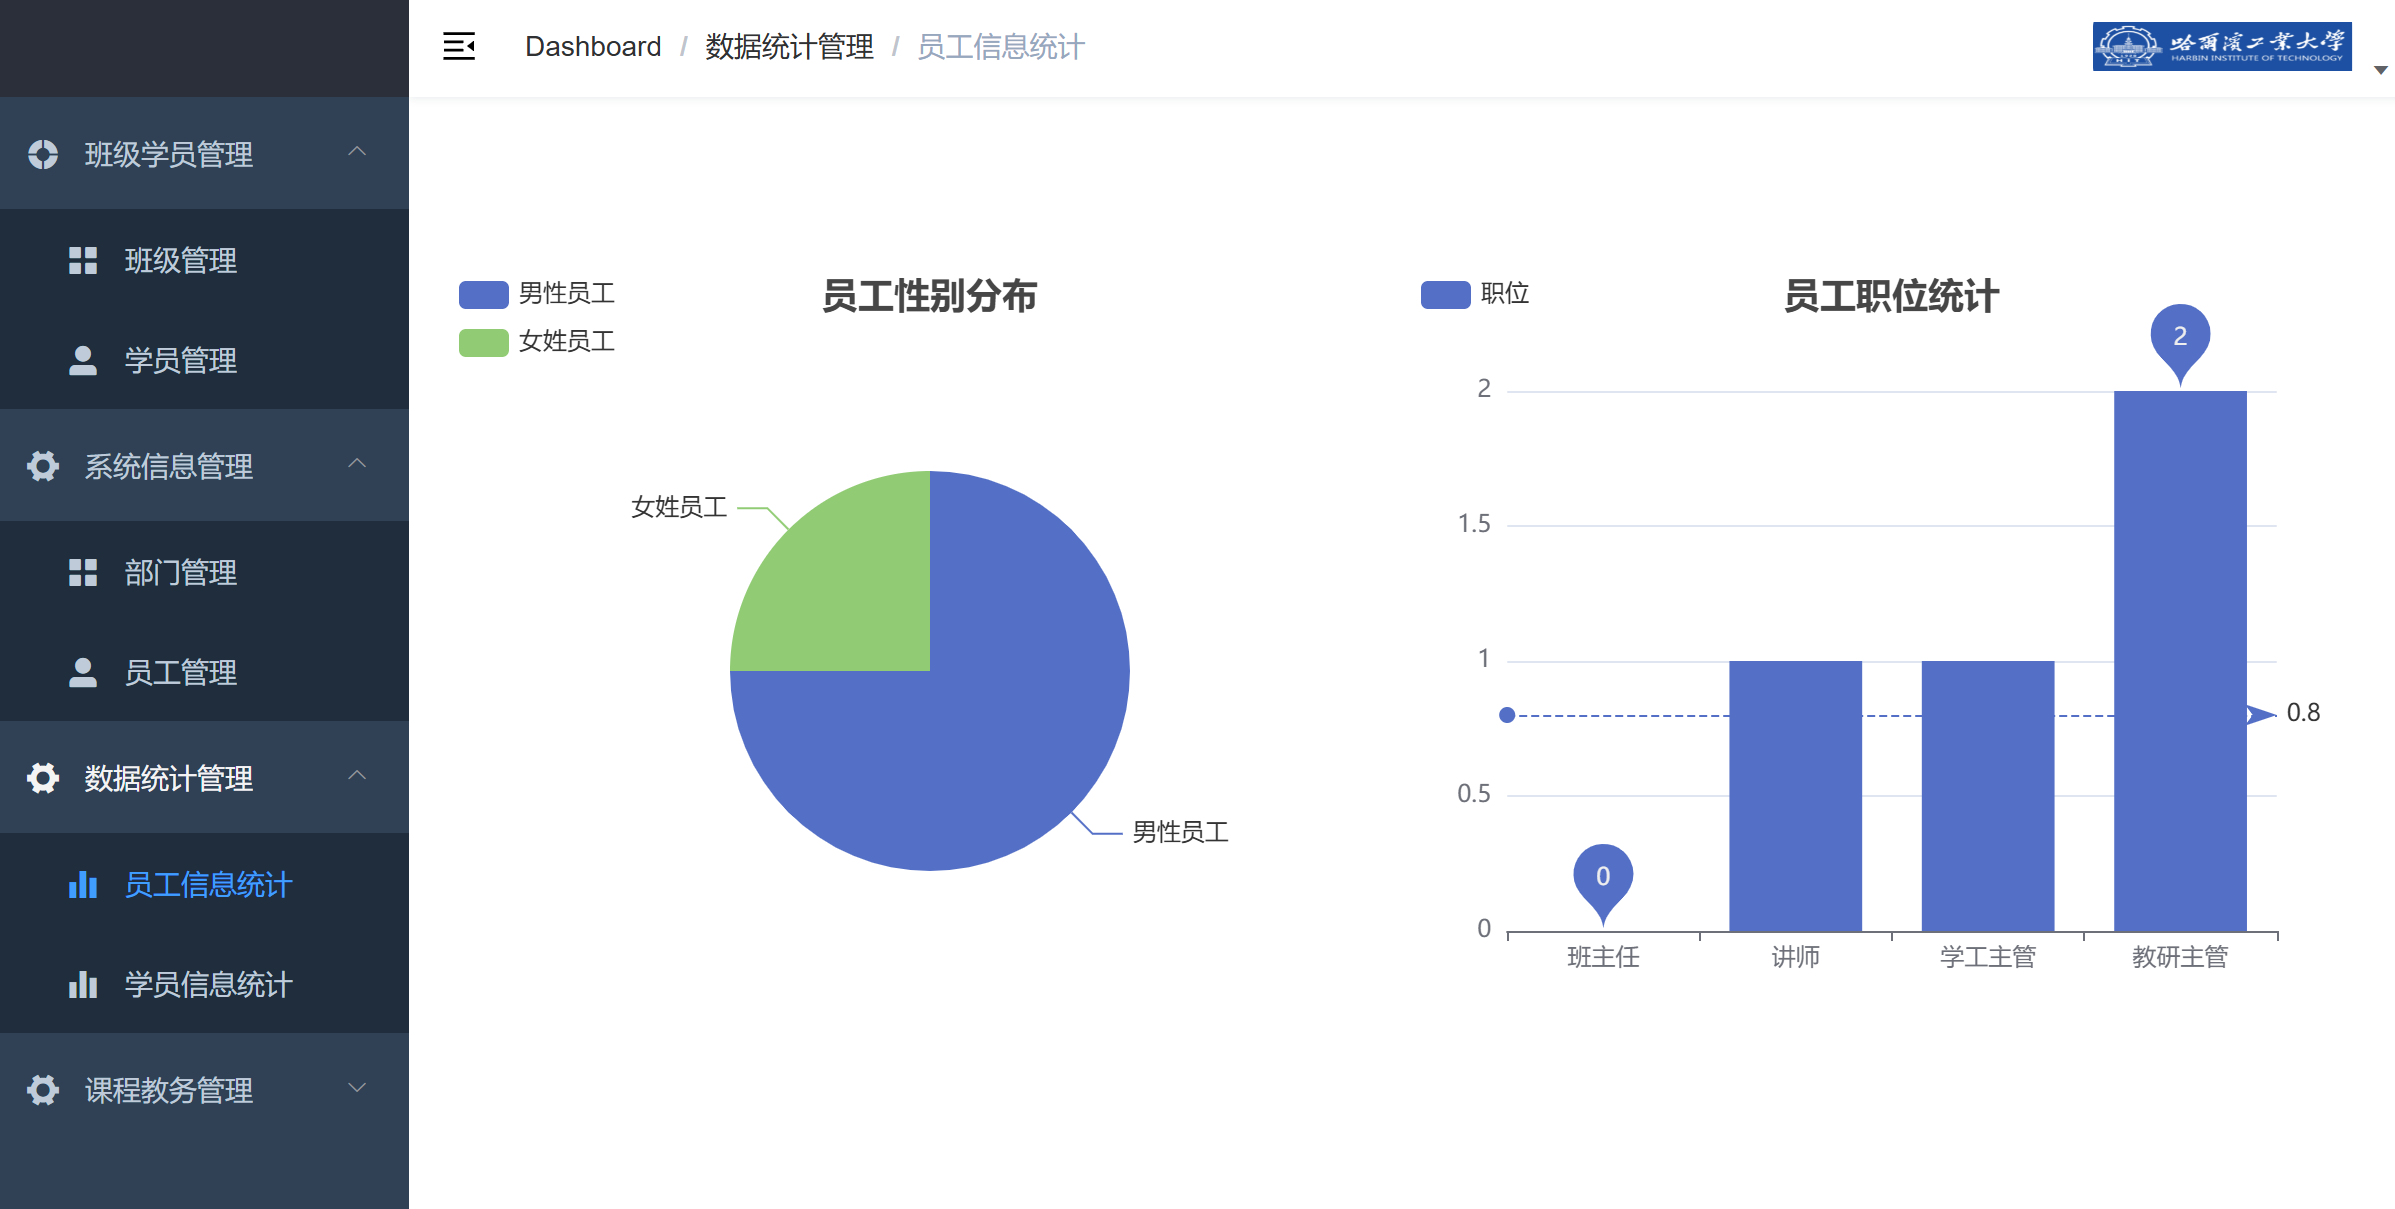 Dashboard / 数据统计管理 / 员工信息统计
哈爾濱工業大學
HARBIN INSTITUTE OF TECHNOLOGY
班级学员管理
班级管理
学员管理
系统信息管理
部门管理
员工管理
数据统计管理
员工信息统计
学员信息统计
课程教务管理
男性员工
女姓员工
员工性别分布
女姓员工
男性员工
职位
员工职位统计
2
2
1.5
1
0.8
0.5
0
0
班主任 讲师 学工主管 教研主管